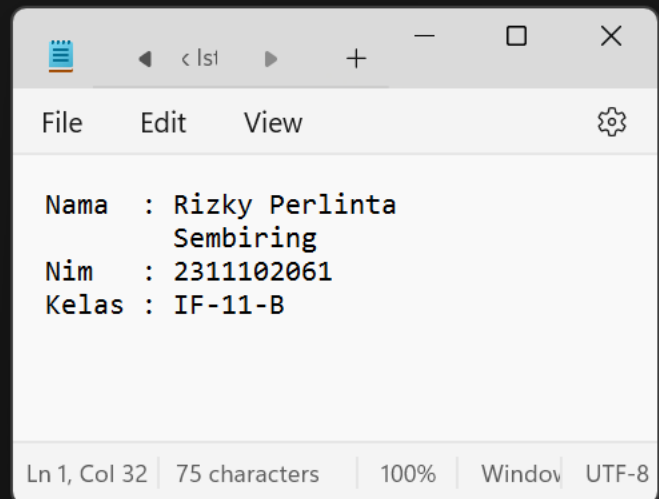 File Edit View
Nama  : Rizky Perlinta
        Sembiring
Nim   : 2311102061
Kelas : IF-11-B
Ln 1, Col 32 75 characters 100% UTF-8